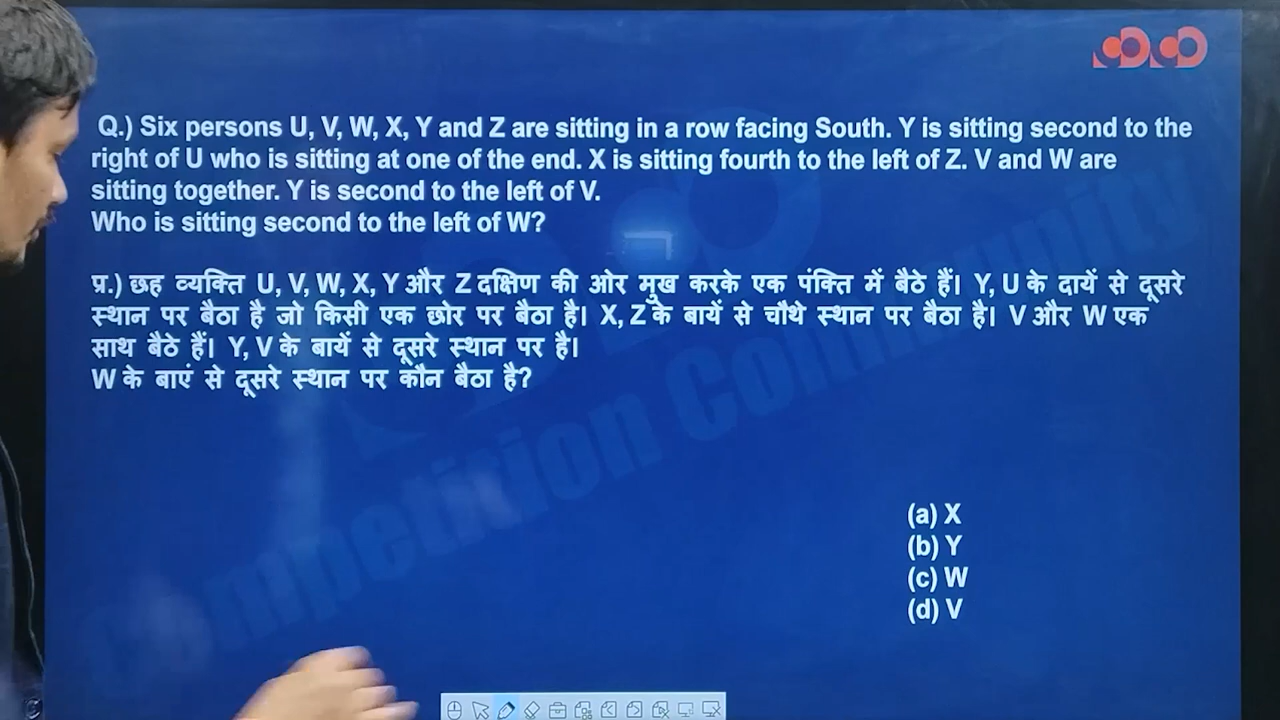 Q.) Six persons U, V, W, X, Y and Z are sitting in a row facing South. Y is sitting second to the
right of U who is sitting at one of the end. X is sitting fourth to the left of Z. V and W are
sitting together. Y is second to the left of V.
Who is sitting second to the left of W?
प्र.) छह व्यक्ति U, V, W, X, Y और Z दक्षिण की ओर मुख करके एक पंक्ति में बैठे हैं। Y, U के दायें से दूसरे
स्थान पर बैठा है जो किसी एक छोर पर बैठा है। X, Z के बायें से चौथे स्थान पर बैठा है। V और W एक
साथ बैठे हैं। Y, V के बायें से दूसरे स्थान पर है।
W के बाएं से दूसरे स्थान पर कौन बैठा है?
(a) X
(b) Y
(c) W
(d) V
Competition Community